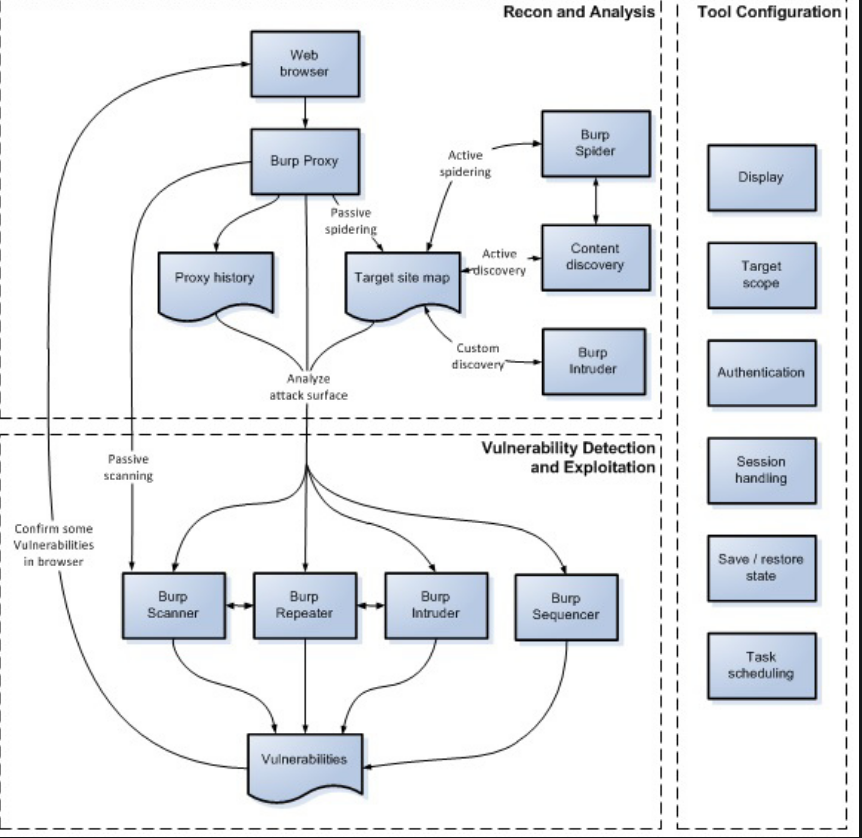 Recon and Analysis
Tool Configuration
Web
browser
Burp Proxy
Burp
Spider
Active
spidering
Passive
spidering
Proxy history
Target site map
Active
discovery
Content
discovery
Custom
discovery
Burp
Intruder
Analyze
attack surface
Display
Target
scope
Authentication
Session
handling
Save / restore
state
Task
scheduling
Vulnerability Detection
and Exploitation
Passive
scanning
Confirm some
Vulnerabilities
in browser
Burp
Scanner
Burp
Repeater
Burp
Intruder
Burp
Sequencer
Vulnerabilities